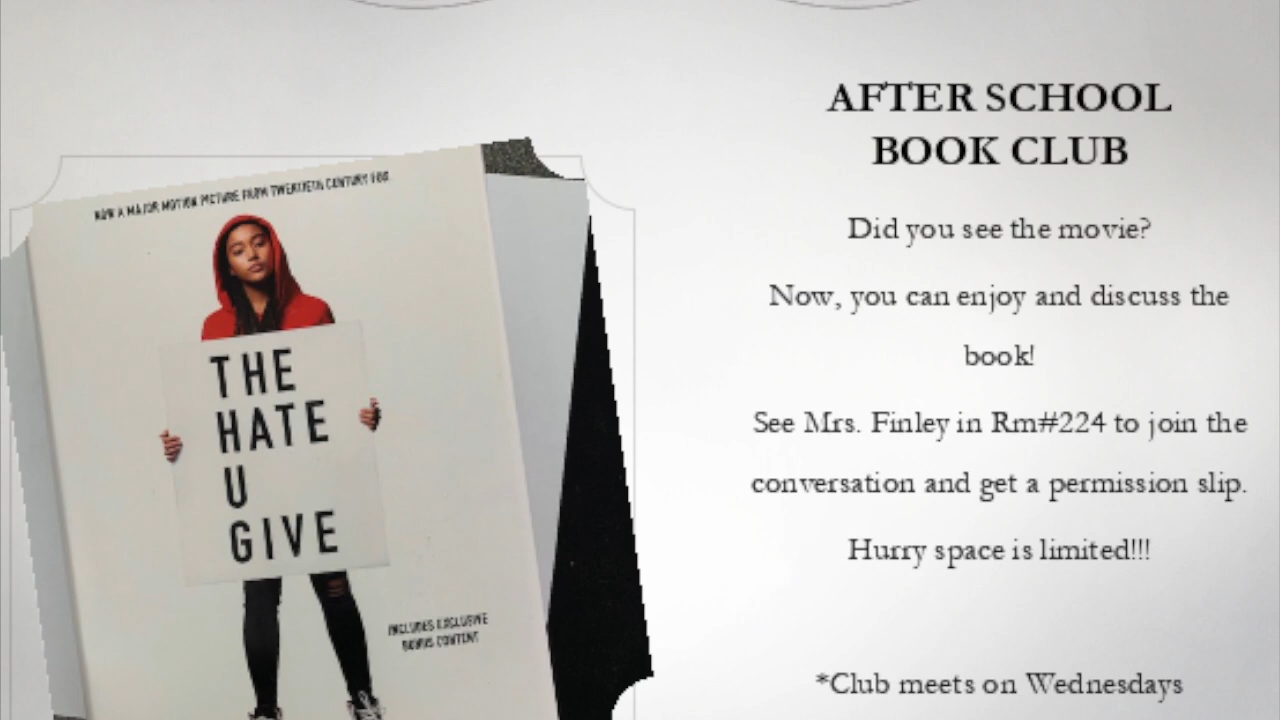 NOW A MAJOR MOTION PICTURE FROM TWENTIETH CENTURY FOX
THE
HATE
U
GIVE
INCLUDES EXCLUSIVE
BONUS CONTENT
AFTER SCHOOL
BOOK CLUB
Did you see the movie?
Now, you can enjoy and discuss the
book!
See Mrs. Finley in Rm#224 to join the
conversation and get a permission slip.
Hurry space is limited!!!
*Club meets on Wednesdays